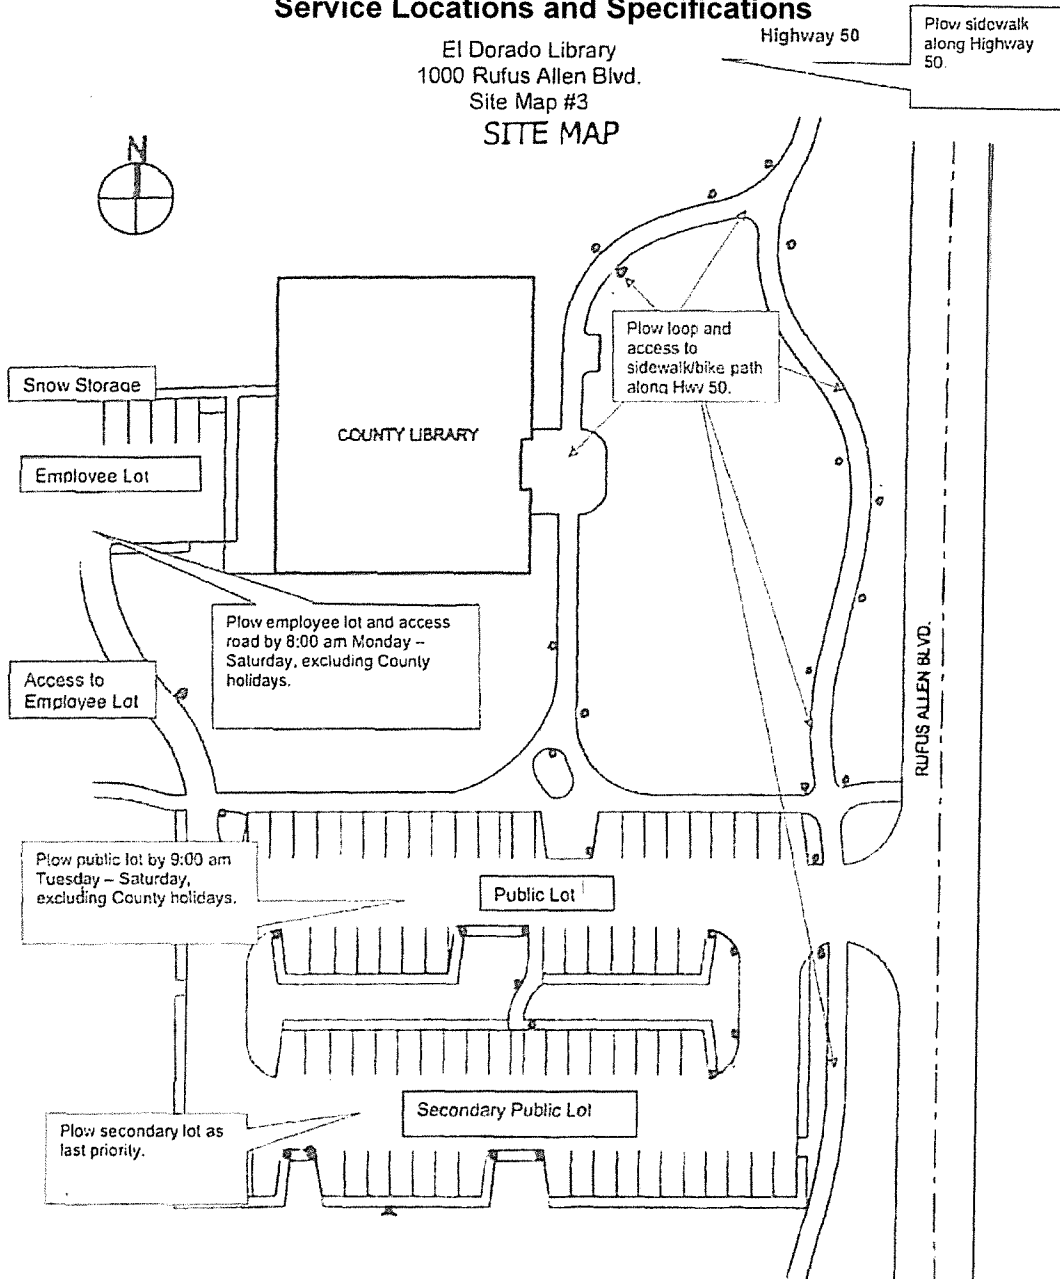 Service Locations and Specifications
El Dorado Library
1000 Rufus Allen Blvd.
Site Map #3
SITE MAP
Highway 50
Plow sidewalk
along Highway
50.
N
Plow loop and
access to
sidewalk/bike path
along Hwy 50.
Snow Storage
COUNTY LIBRARY
Employee Lot
Plow employee lot and access
road by 8:00 am Monday –
Saturday, excluding County
holidays.
Access to
Employee Lot
RUFUS ALLEN BLVD.
Plow public lot by 9:00 am
Tuesday – Saturday,
excluding County holidays.
Public Lot
Secondary Public Lot
Plow secondary lot as
last priority.